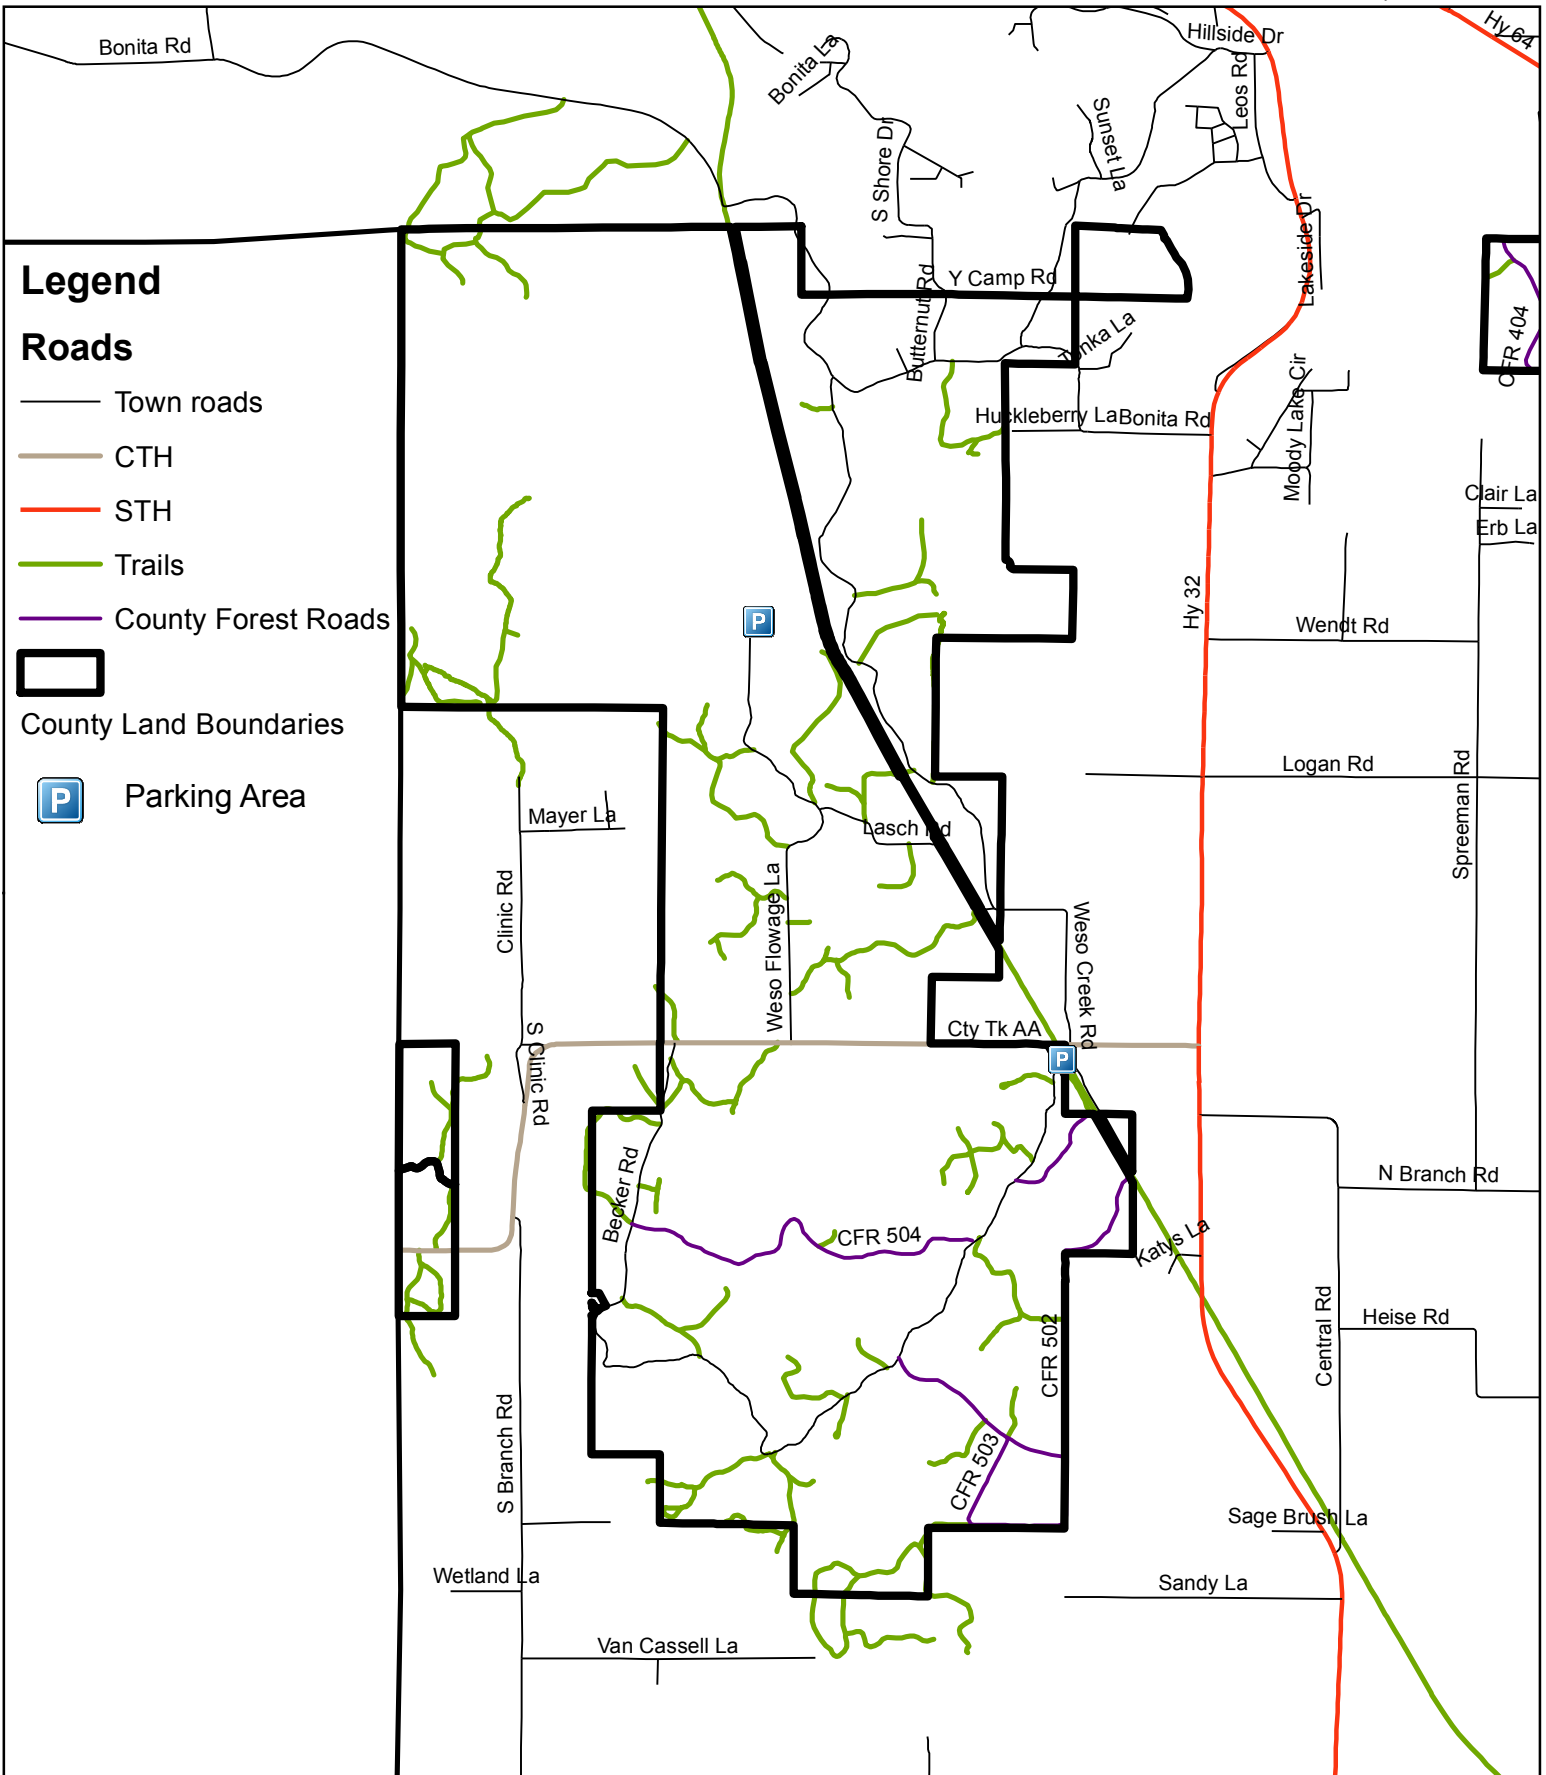 Hy 64
Hillside Dr
Bonita Rd
Bonita La
Leos Rd
Sunset La
S Shore Dr
Lakeside Dr
Legend
Y Camp Rd
Butternut Rd
Tonka La
CFR 404
Roads
Town roads
Huckleberry La
Bonita Rd
Moody Lake Cir
CTH
Clair La
STH
Erb La
Trails
Hy 32
County Forest Roads
P
Wendt Rd
County Land Boundaries
Logan Rd
Spreeman Rd
P
Parking Area
Mayer La
Lasch Rd
Clinic Rd
Weso Flowage La
Weso Creek Rd
Cty Tk AA
S Clinic Rd
P
Becker Rd
N Branch Rd
CFR 504
Katys La
CFR 502
Central Rd
Heise Rd
S Branch Rd
CFR 503
Sage Brush La
Wetland La
Sandy La
Van Cassell La